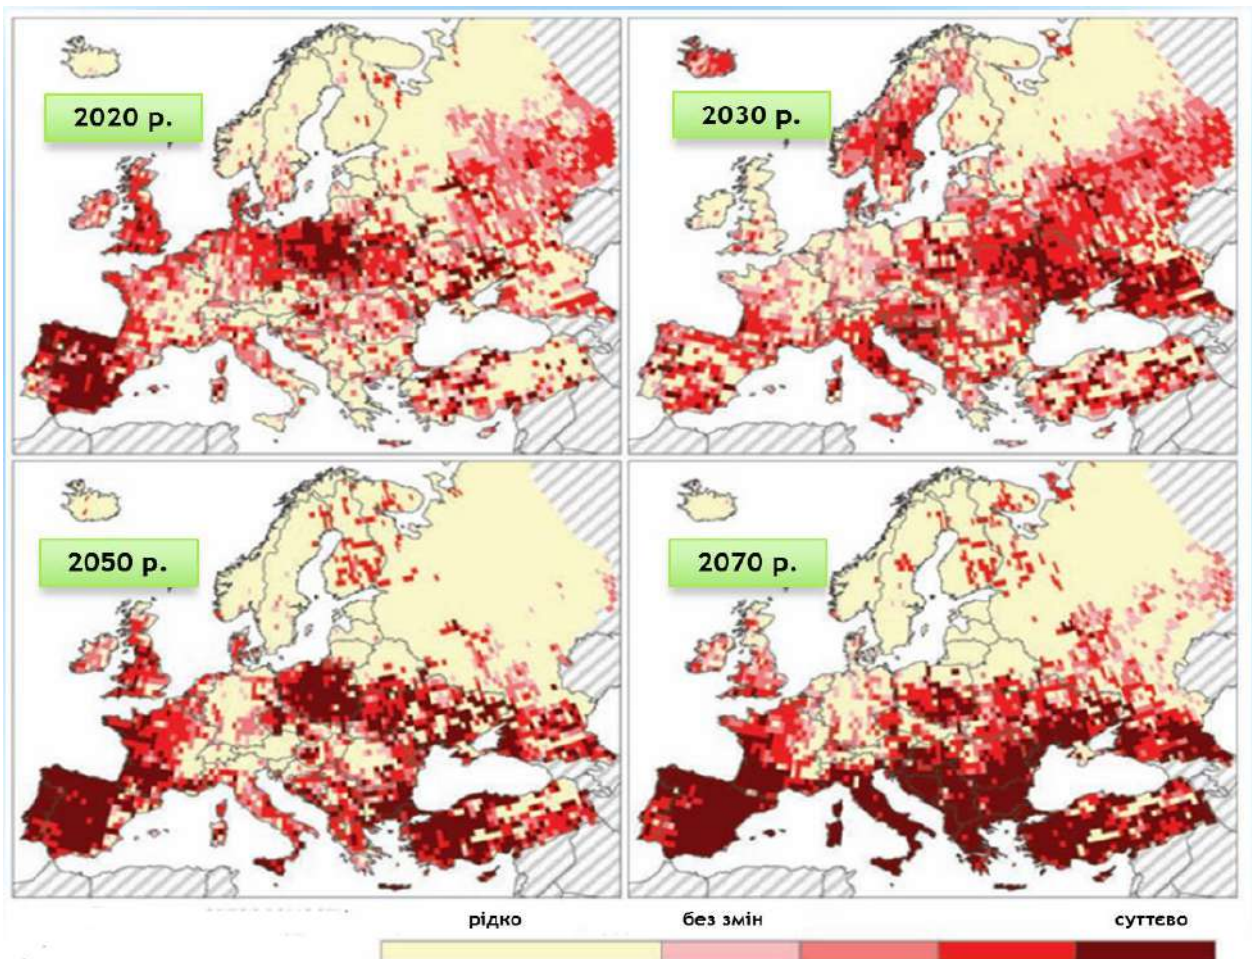 2020 р.
2030 р.
2050 р.
2070 р.
рідко без змін суттєво